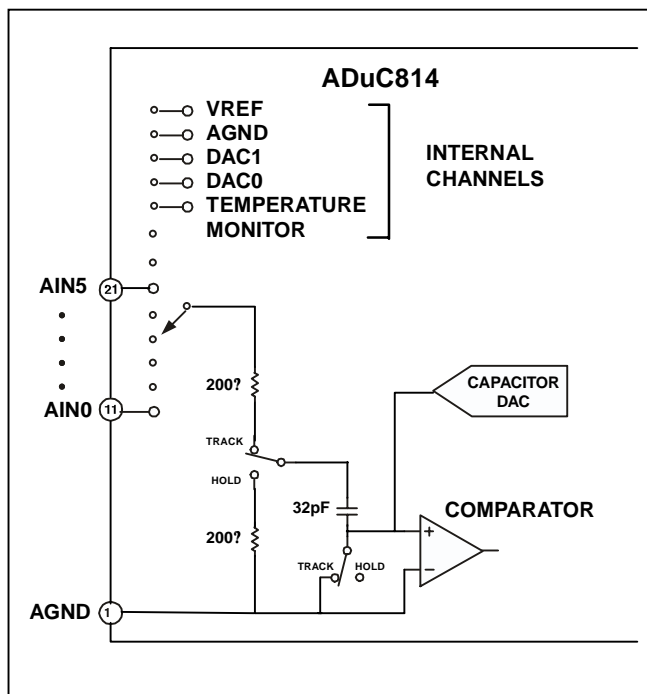 ADuC814
VREF
AGND
DAC1
DAC0
TEMPERATURE
MONITOR
INTERNAL
CHANNELS
AIN5
21
AIN0
11
200?
TRACK
HOLD
200?
32pF
TRACK
HOLD
CAPACITOR
DAC
COMPARATOR
+
−
AGND
1